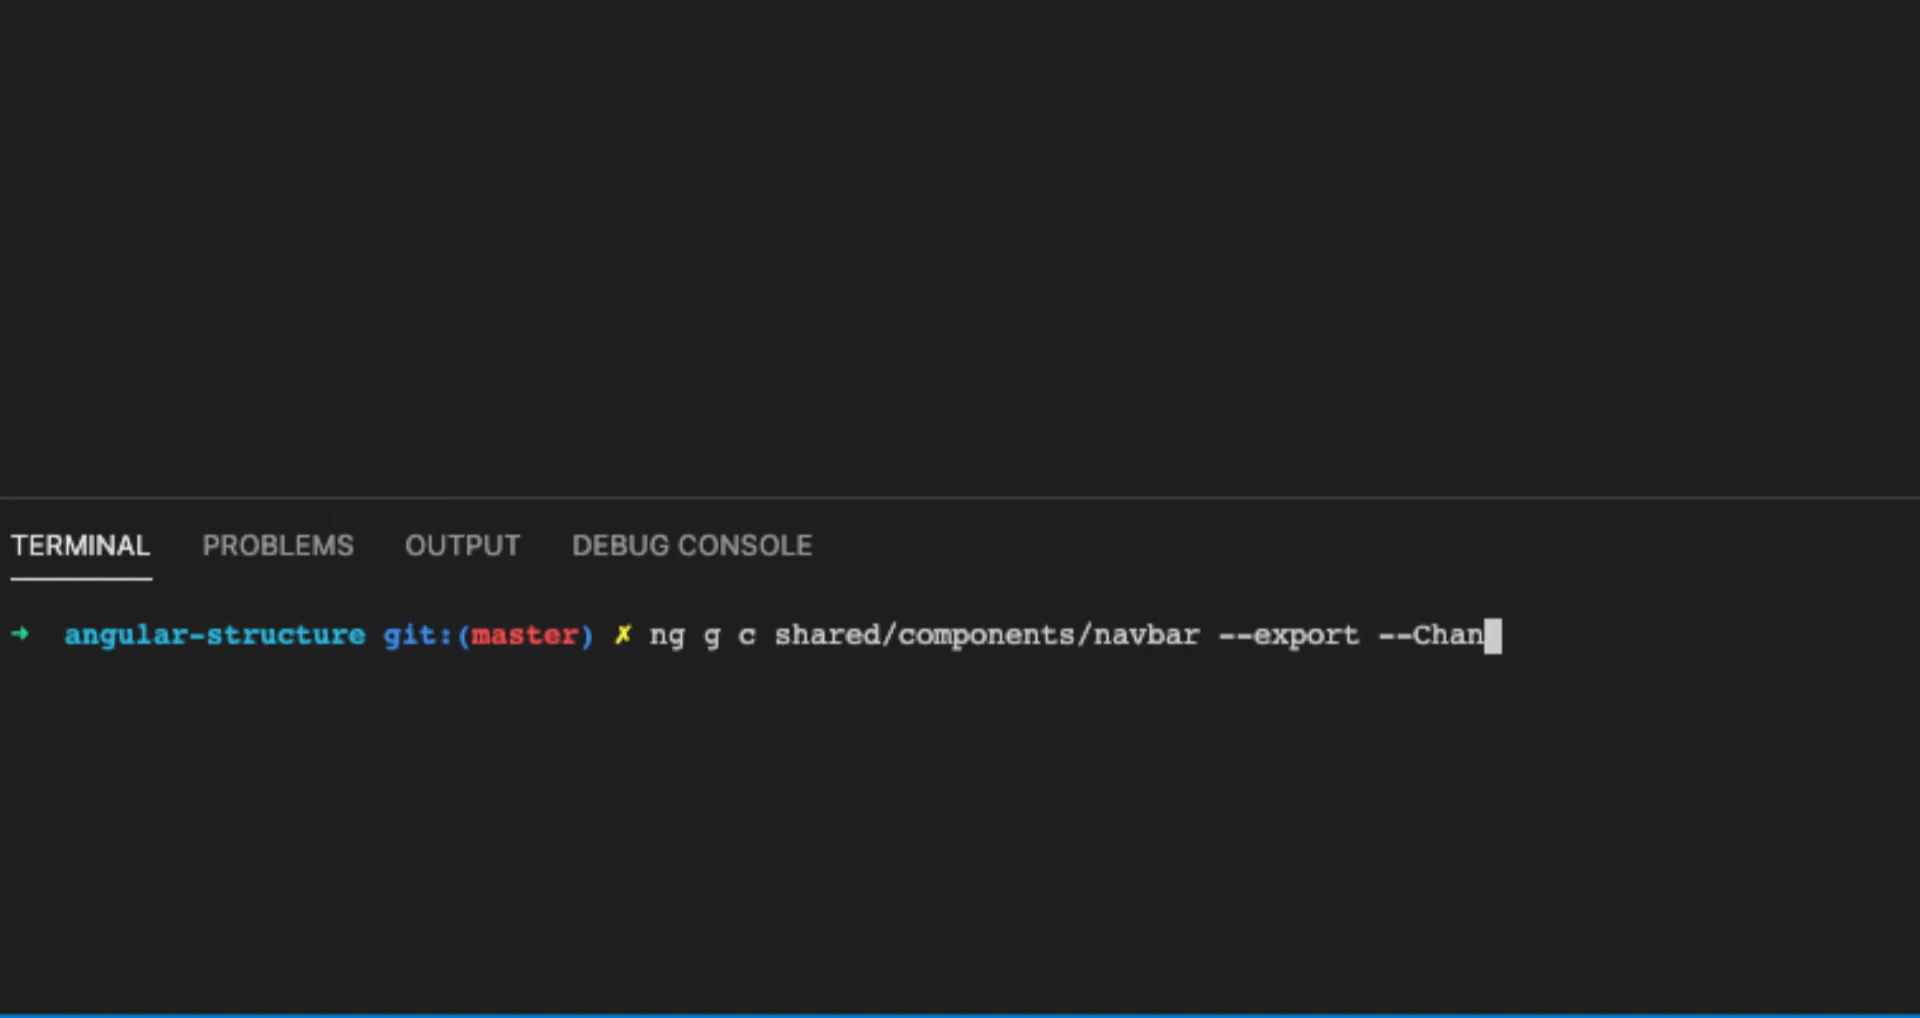 TERMINAL PROBLEMS OUTPUT DEBUG CONSOLE
➜ angular-structure git:(master) ✗ ng g c shared/components/navbar --export --Chan